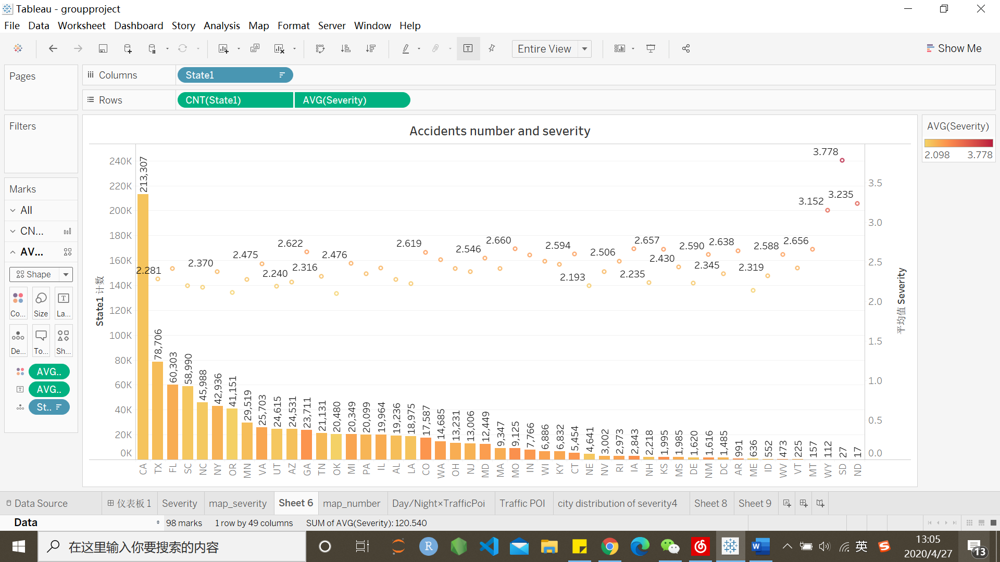 Tableau - groupproject
File Data Worksheet Dashboard Story Analysis Map Format Server Window Help
Entire View
Show Me
Pages
Columns
State1
Rows
CNT(State1)
AVG(Severity)
Filters
Marks
All
CN...
AV...
Shape
Co...
Size
La...
De...
To...
Sh...
AVG..
AVG..
St..
Accidents number and severity
State1 计数
240K
220K
200K
180K
160K
140K
120K
100K
80K
60K
40K
20K
0K
213,307
78,706
60,303
58,990
45,988
42,936
41,151
29,519
25,703
24,615
24,531
23,711
21,131
20,480
20,349
20,099
19,964
19,236
18,975
17,587
14,685
13,231
13,006
12,449
9,347
9,125
7,766
6,886
6,832
5,454
4,641
3,002
2,973
2,843
2,218
1,995
1,985
1,620
1,616
1,485
991
636
552
473
225
157
112
27
17
2.281
2.370
2.475
2.240
2.622
2.316
2.476
2.619
2.546
2.660
2.594
2.193
2.506
2.235
2.657
2.430
2.590
2.345
2.638
2.319
2.588
2.656
3.152
3.778
3.235
CA TX FL SC NC NY OR MN VA UT AZ GA TN OK MI PA IL AL LA CO WA OH NJ MD MA MO IN WI KY CT NE NV RI IA NH KS MS DE NM DC AR ME ID WV VT MT WY SD ND
3.5
3.0
2.5
2.0
1.5
1.0
0.5
0.0
平均值 Severity
AVG(Severity)
2.098 3.778
Data Source
仪表板 1
Severity
map_severity
Sheet 6
map_number
Day/Night×TrafficPoi
Traffic POI
city distribution of severity4
Sheet 8
Sheet 9
Data
98 marks
1 row by 49 columns
SUM of AVG(Severity): 120.540
在这里输入你要搜索的内容
英
13:05
2020/4/27
13